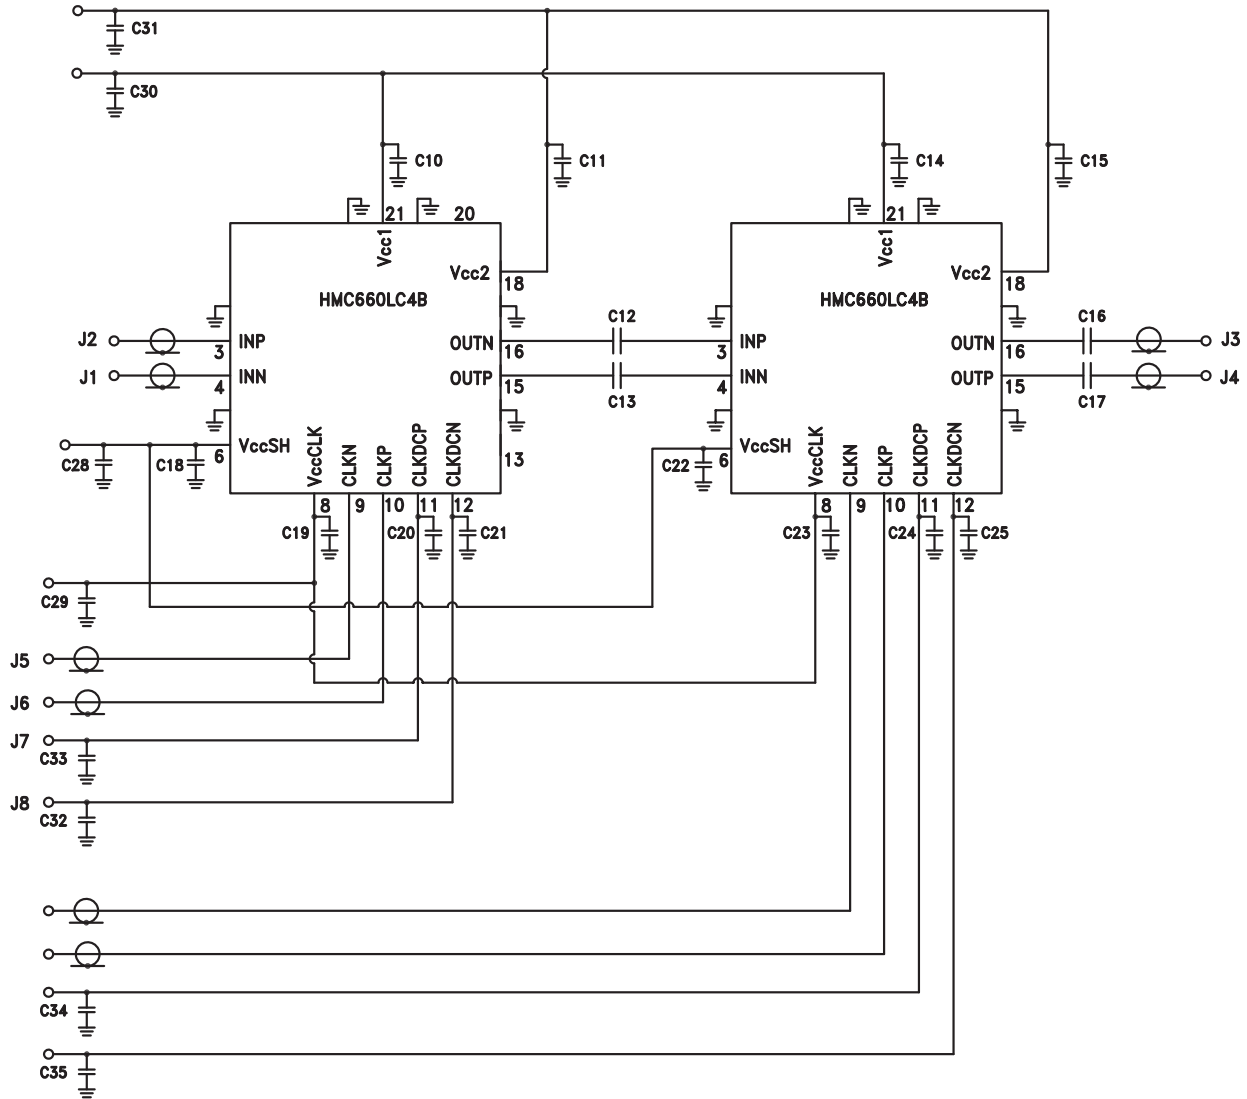 C31
C30
C10
C11
C14
C15
21
20
21
Vcc1
Vcc1
Vcc2
18
Vcc2
18
HMC660LC4B
HMC660LC4B
C12
C16
J2
3
INP
OUTN
16
3
INP
OUTN
16
J3
J1
4
INN
OUTP
15
C13
4
INN
OUTP
15
C17
J4
C28
C18
6
VccSH
VccCLK
CLKN
CLKP
CLKDCP
CLKDCN
13
C22
6
VccSH
VccCLK
CLKN
CLKP
CLKDCP
CLKDCN
8
9
10
11
12
8
9
10
11
12
C19
C20
C21
C23
C24
C25
C29
J5
J6
J7
C33
J8
C32
C34
C35